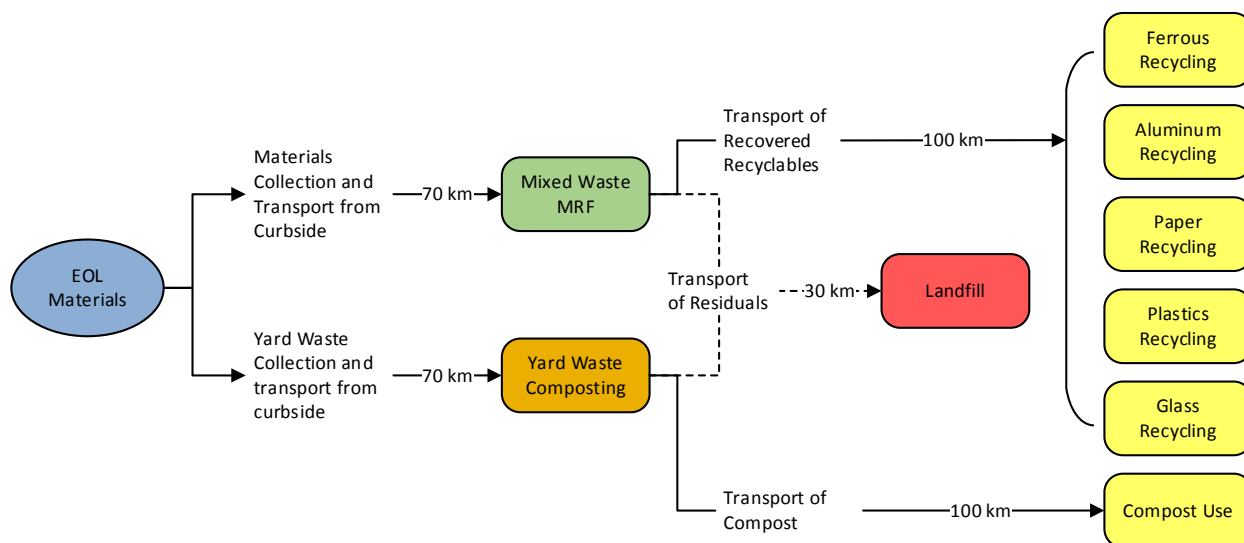 EOL
Materials
Materials
Collection and
Transport from
Curbside
70 km
Mixed Waste
MRF
Yard Waste
Collection and
transport from
curbside
70 km
Yard Waste
Composting
Transport of
Recovered
Recyclables
100 km
Transport
of Residuals
30 km
Landfill
Transport of
Compost
100 km
Ferrous
Recycling
Aluminum
Recycling
Paper
Recycling
Plastics
Recycling
Glass
Recycling
Compost Use